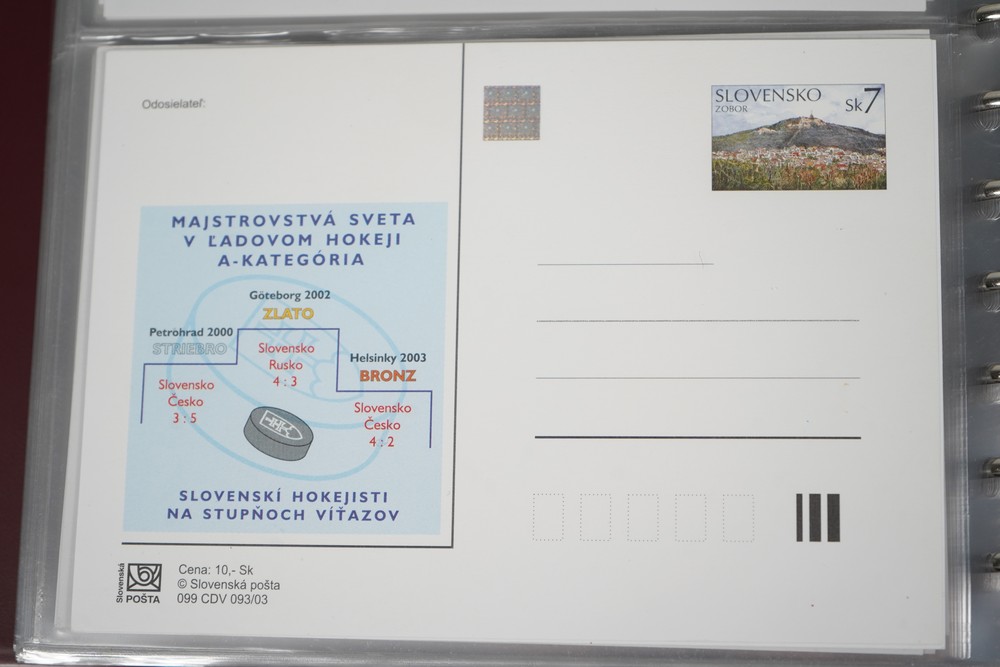 Odosielateľ:
SLOVENSKO
ZOBOR
Sk 7
MAJSTROVSTVÁ SVETA
V ĽADOVOM HOKEJI
A-KATEGÓRIA
Göteborg 2002
ZLATO
Petrohrad 2000
STRIEBRO
Helsinky 2003
BRONZ
Slovensko
Rusko
4 : 3
Slovensko
Česko
3 : 5
Slovensko
Česko
4 : 2
SLOVENSKÍ HOKEJISTI
NA STUPŇOCH VÍŤAZOV
Slovenská
POŠTA
Cena: 10,- Sk
© Slovenská pošta
099 CDV 093/03